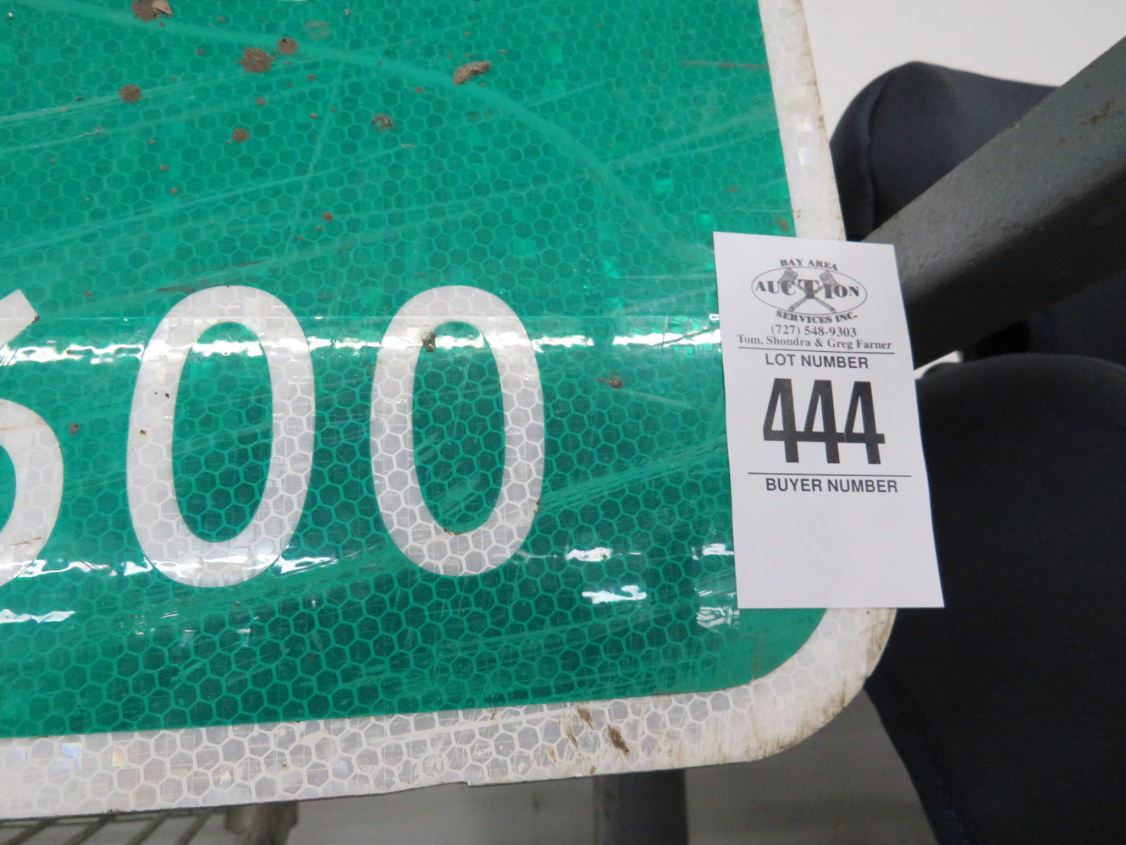 600
BAY AREA
AUCTION
SERVICES INC.
(727) 548-9303
Tom, Shondra & Greg Farner
LOT NUMBER
444
BUYER NUMBER